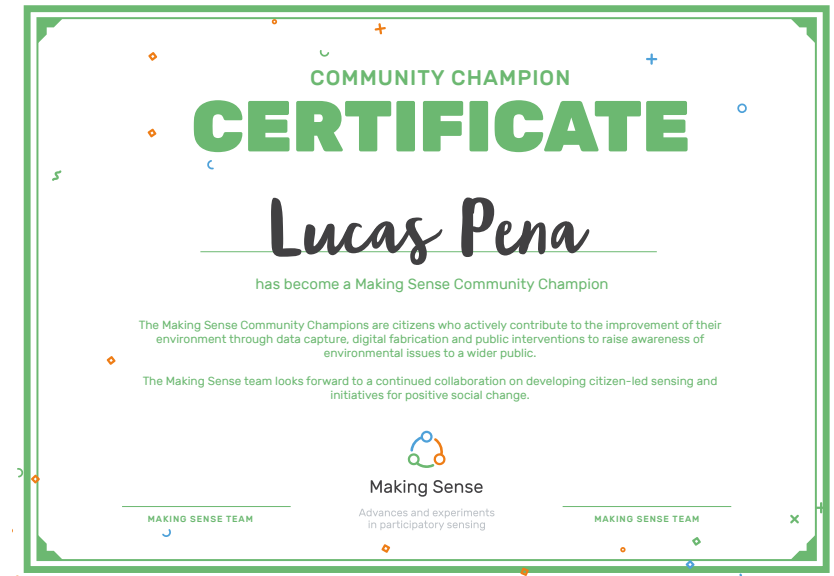 COMMUNITY CHAMPION
CERTIFICATE
Lucas Pena
has become a Making Sense Community Champion
The Making Sense Community Champions are citizens who actively contribute to the improvement of their
environment through data capture, digital fabrication and public interventions to raise awareness of
environmental issues to a wider public.
The Making Sense team looks forward to a continued collaboration on developing citizen-led sensing and
initiatives for positive social change.
Making Sense
Advances and experiments
in participatory sensing
MAKING SENSE TEAM
MAKING SENSE TEAM